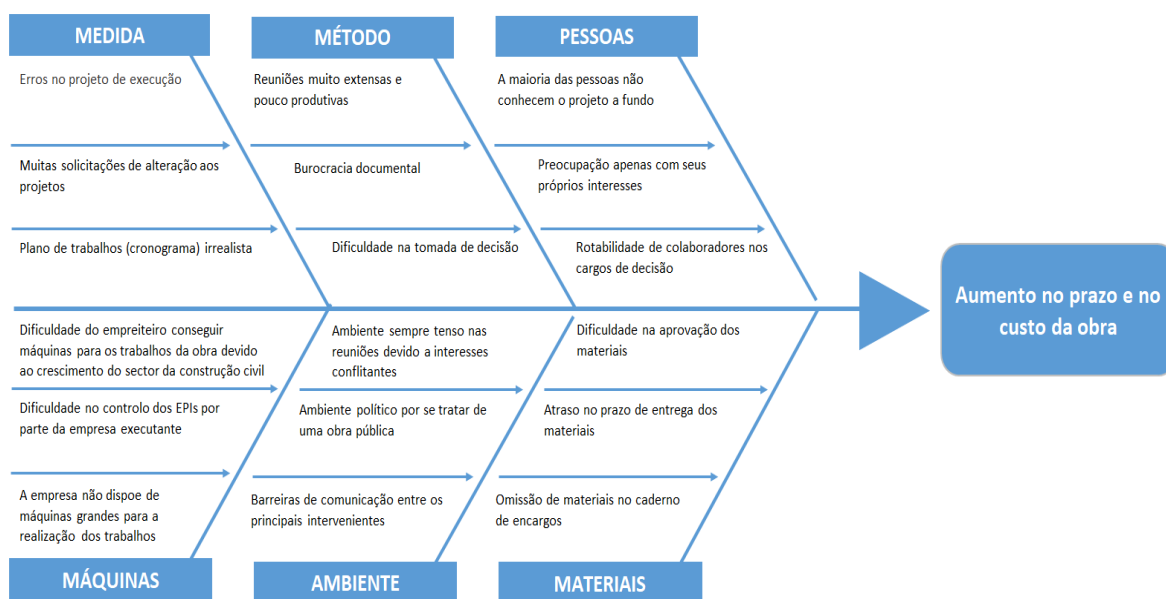 MEDIDA
Erros no projeto de execução
Muitas solicitações de alteração aos
projetos
Plano de trabalhos (cronograma) irrealista
MÉTODO
Reuniões muito extensas e
pouco produtivas
Burocracia documental
Dificuldade na tomada de decisão
PESSOAS
A maioria das pessoas não
conhecem o projeto a fundo
Preocupação apenas com seus
próprios interesses
Rotabilidade de colaboradores nos
cargos de decisão
Aumento no prazo e no
custo da obra
Dificuldade do empreiteiro conseguir
máquinas para os trabalhos da obra devido
ao crescimento do sector da construção civil
Dificuldade no controlo dos EPIs por
parte da empresa executante
A empresa não dispoe de
máquinas grandes para a
realização dos trabalhos
MÁQUINAS
Ambiente sempre tenso nas
reuniões devido a interesses
conflitantes
Ambiente político por se tratar de
uma obra pública
Barreiras de comunicação entre os
principais intervenientes
AMBIENTE
Dificuldade na aprovação dos
materiais
Atraso no prazo de entrega dos
materiais
Omissão de materiais no caderno
de encargos
MATERIAIS